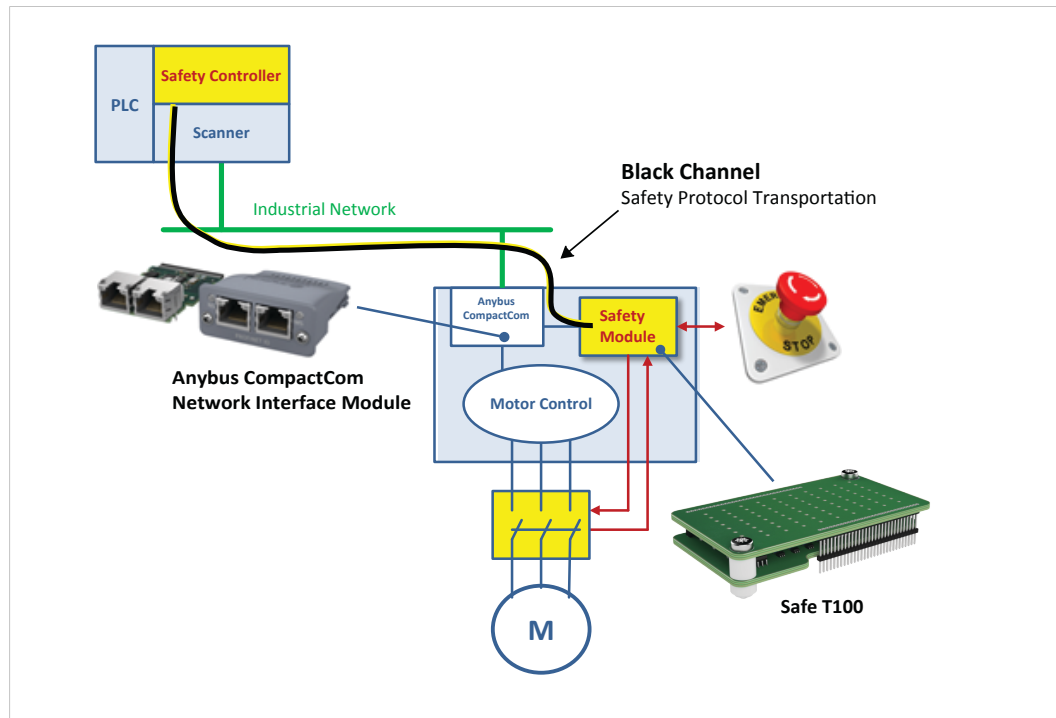 Safety Controller
PLC
Scanner
Black Channel
Safety Protocol Transportation
Industrial Network
Anybus
CompactCom
Safety
Module
STOP
Anybus CompactCom
Network Interface Module
Motor Control
Safe T100
M